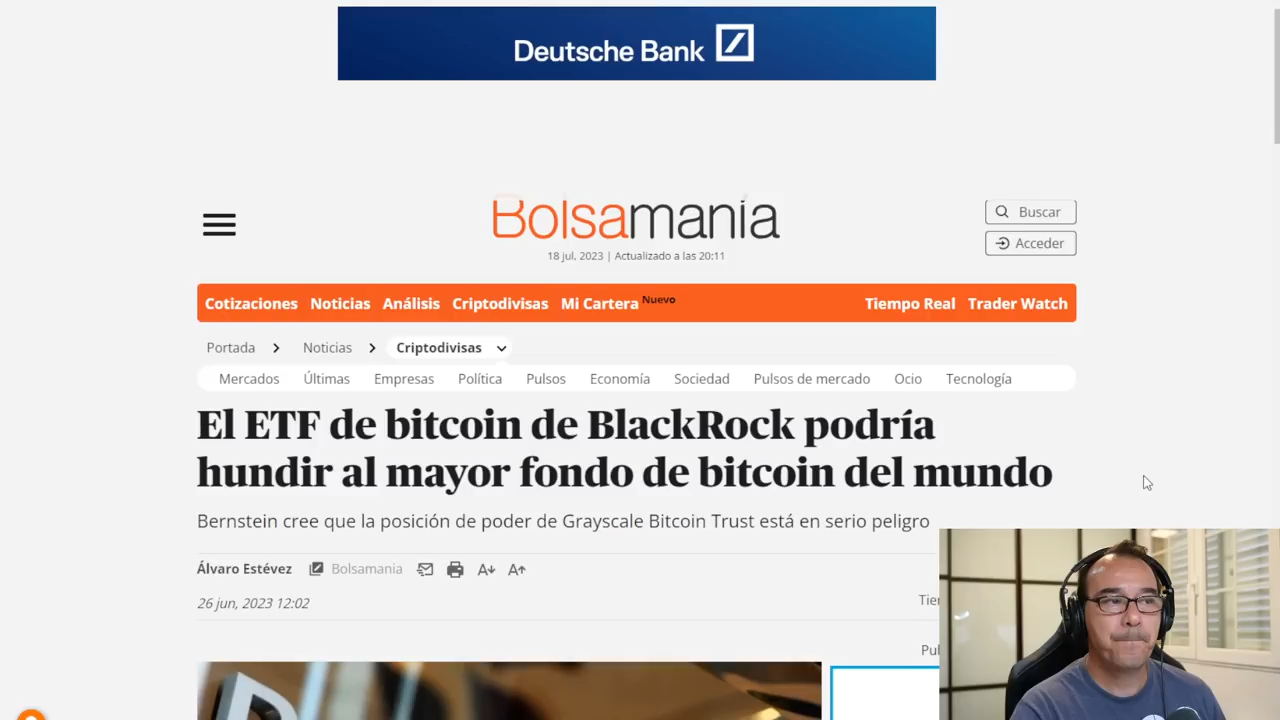 Deutsche Bank
Bolsamanía
18 jul, 2023 | Actualizado a las 20:11
Buscar
Acceder
Cotizaciones Noticias Análisis Criptodivisas Mi Cartera Nuevo Tiempo Real Trader Watch
Portada Noticias Criptodivisas
Mercados Últimas Empresas Política Pulsos Economía Sociedad Pulsos de mercado Ocio Tecnología
El ETF de bitcoin de BlackRock podría
hundir al mayor fondo de bitcoin del mundo
Bernstein cree que la posición de poder de Grayscale Bitcoin Trust está en serio peligro
Álvaro Estévez Bolsamania A A
26 jun, 2023 12:02